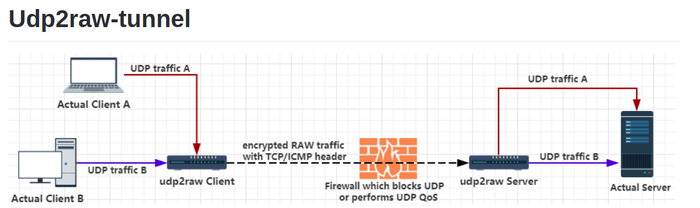 Udp2raw-tunnel
UDP traffic A
Actual Client A
UDP traffic B
Actual Client B
udp2raw Client
encrypted RAW traffic
with TCP/ICMP header
Firewall which blocks UDP
or performs UDP QoS
udp2raw Server
UDP traffic A
UDP traffic B
Actual Server